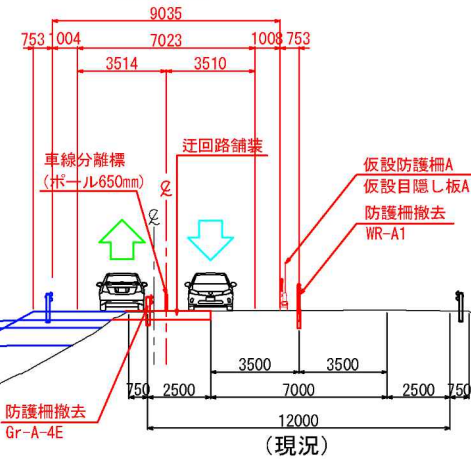 9035
753 1004 7023 1008 753
3514 3510
車線分離標
(ポール650mm)
迂回路舗装
℄
℄
仮設防護柵A
仮設目隠し板A
防護柵撤去
WR-A1
3500 3500
750 2500 7000 2500 750
12000
防護柵撤去
Gr-A-4E
(現況)